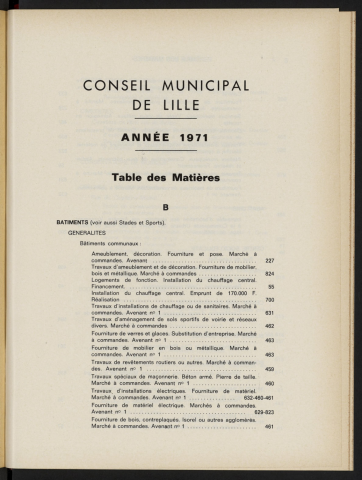 CONSEIL MUNICIPAL
DE LILLE
ANNÉE 1971
Table des Matières
B
BATIMENTS (voir aussi Stades et Sports).
GENERALITES
Bâtiments communaux :
Ameublement, décoration. Fourniture et pose. Marché à
commandes. Avenant ........ 227
Travaux d'ameublement et de décoration. Fourniture de mobilier,
bois et métallique. Marché à commandes ........ 824
Logements de fonction. Installation du chauffage central.
Financement. ........ 55
Installation du chauffage central. Emprunt de 170.000 F.
Réalisation ........ 700
Travaux d'installations de chauffage ou de sanitaires. Marché à
commandes. Avenant n° 1 ........ 631
Travaux d'aménagement de sols sportifs de voirie et réseaux
divers. Marché à commandes ........ 462
Fourniture de verres et glaces. Substitution d'entreprise. Marché
à commandes. Avenant n° 1 ........ 463
Fourniture de mobilier en bois ou métallique. Marché à
commandes. Avenant n° 1 ........ 463
Travaux de revêtements routiers ou autres. Marché à comman-
des. Avenant n° 1 ........ 459
Travaux spéciaux de maçonnerie. Béton armé. Pierre de taille.
Marché à commandes. Avenant n° 1 ........ 460
Travaux d'installations électriques. Fourniture de matériel.
Marché à commandes. Avenant n° 1 ........ 632-460-461
Fourniture de matériel électrique. Marchés à commandes.
Avenant n° 1 ........ 829-823
Fourniture de bois, contreplaqués, Isorel ou autres agglomérés.
Marché à commandes. Avenant n° 1 ........ 461